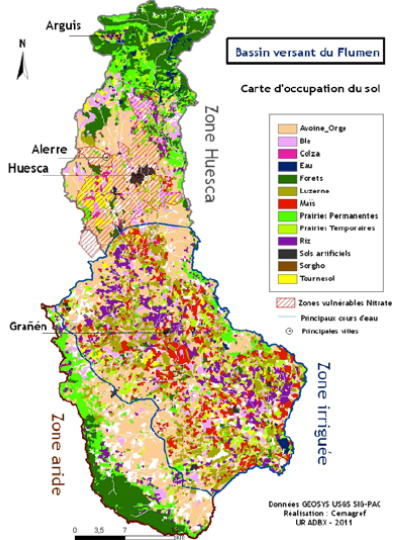 Bassin versant du Flumen
Carte d'occupation du sol
Arguis
N
Alerre
Huesca
Grañén
Zone Huesca
Zone irriguée
Zone aride
Avoine_Orge
Ble
Colza
Eau
Forets
Luzerne
Maïs
Prairies Permanentes
Prairies Temporaires
Riz
Sols artificiels
Sorgho
Tournesol
Zones vulnérables Nitrate
Principaux cours d'eau
Principales villes
Données GEOSYS USGS SIG-PAC
Réalisation : Cemagref
UR ADBX - 2011
0 3,5 7